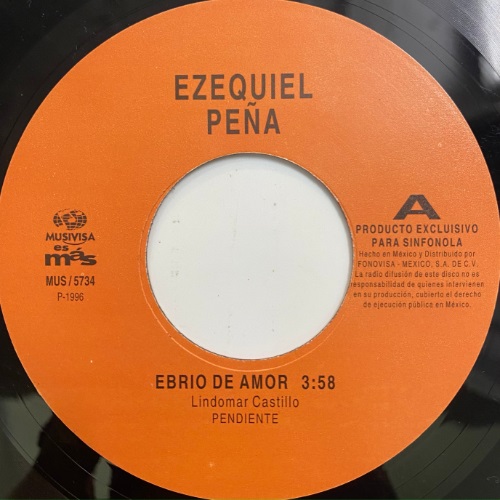 EZEQUIEL
PEÑA
MUSIVISA
es
más
MUS / 5734
P-1996
A
PRODUCTO EXCLUISIVO
PARA SINFONOLA
Hecho en México y Distribuido por
FONOVISA - MEXICO, S.A. DE C.V.
La radio difusión de este disco no es
responsabilidad de quienes intervienen
en su producción, cubierto el derecho
de ejecución pública en México.
EBRIO DE AMOR 3:58
Lindomar Castillo
PENDIENTE